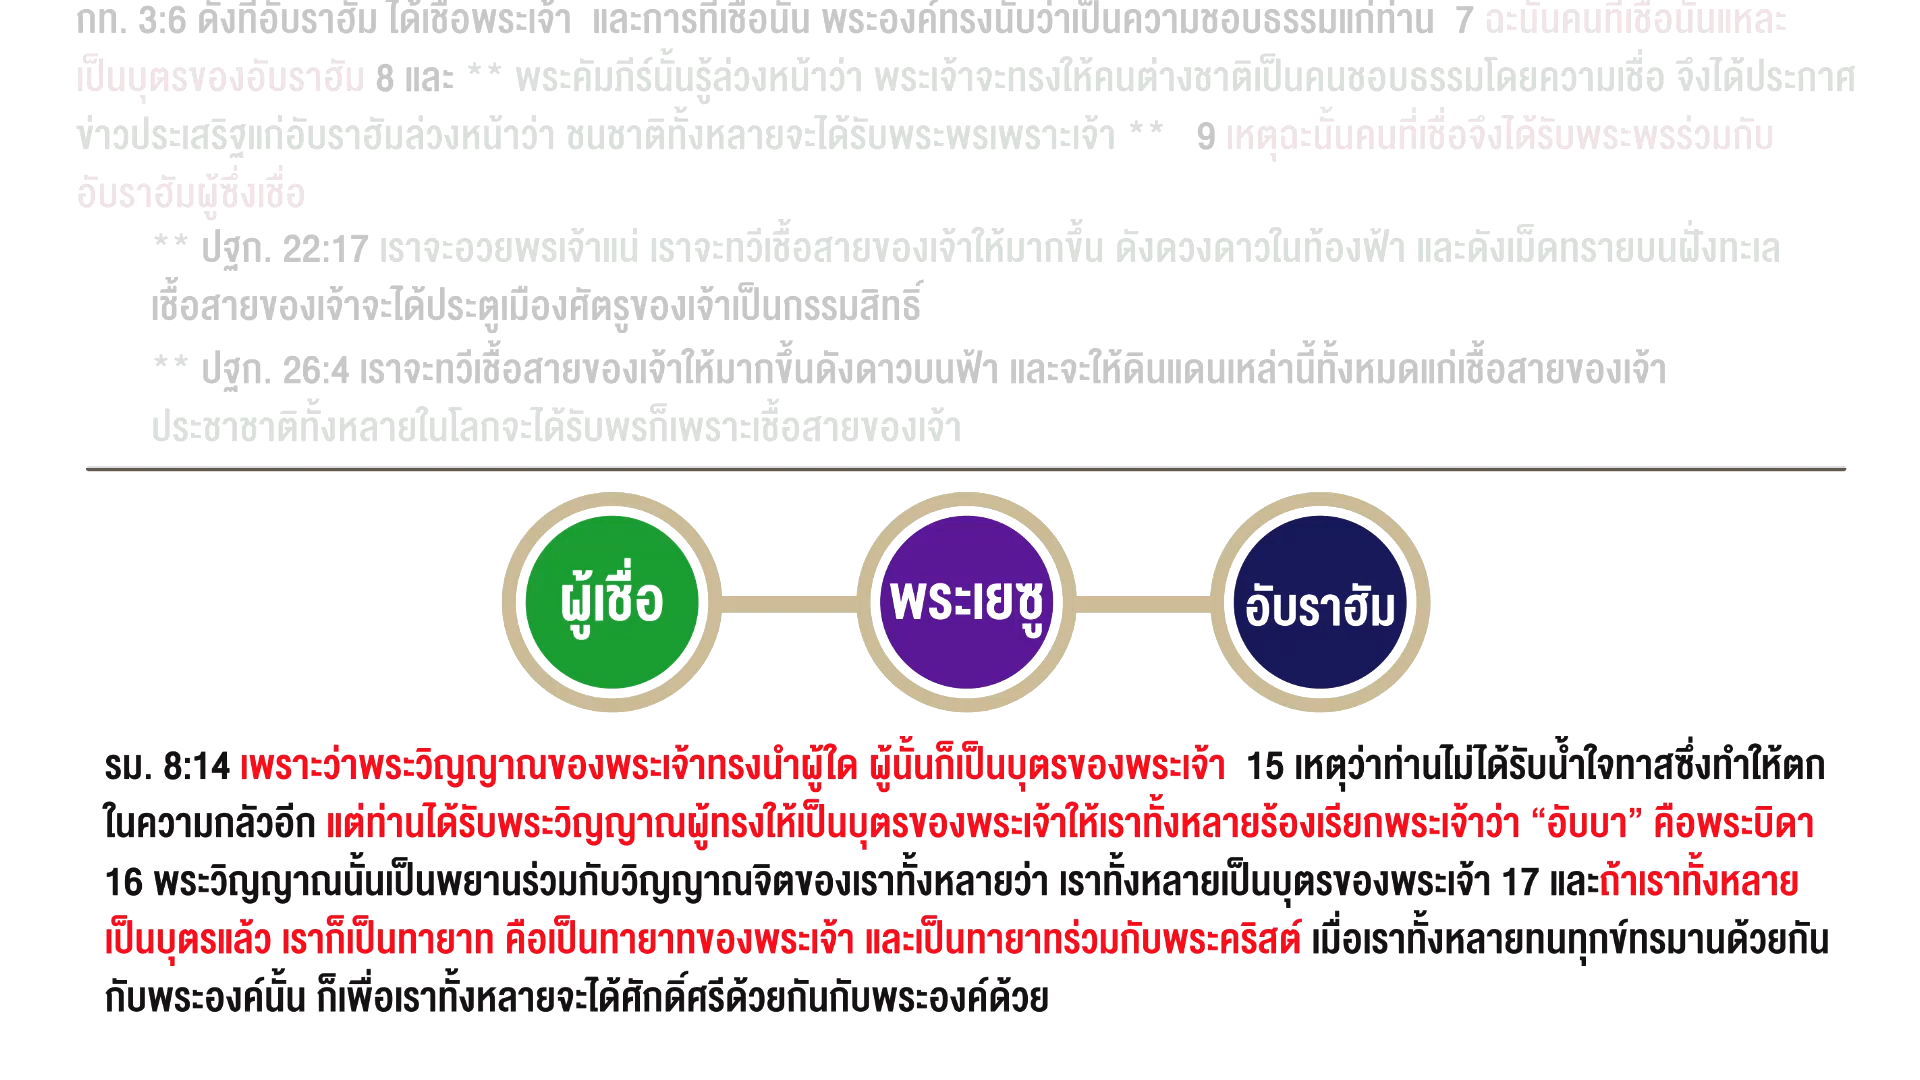 กท. 3:6 ดังที่อับราฮัม ได้เชื่อพระเจ้า และการที่เชื่อนั้น พระองค์ทรงนับว่าเป็นความชอบธรรมแก่ท่าน 7 ฉะนั้นคนที่เชื่อนั้นแหละ
เป็นบุตรของอับราฮัม 8 และ ** พระคัมภีร์นั้นรู้ล่วงหน้าว่า พระเจ้าจะทรงให้คนต่างชาติเป็นคนชอบธรรมโดยความเชื่อ จึงได้ประกาศ
ข่าวประเสริฐแก่อับราฮัมล่วงหน้าว่า ชนชาติทั้งหลายจะได้รับพระพรเพราะเจ้า ** 9 เหตุฉะนั้นคนที่เชื่อจึงได้รับพระพรร่วมกับ
อับราฮัมผู้ซึ่งเชื่อ
** ปฐก. 22:17 เราจะอวยพรเจ้าแน่ เราจะทวีเชื้อสายของเจ้าให้มากขึ้น ดังดวงดาวในท้องฟ้า และดังเม็ดทรายบนฝั่งทะเล
เชื้อสายของเจ้าจะได้ประตูเมืองศัตรูของเจ้าเป็นกรรมสิทธิ์
** ปฐก. 26:4 เราจะทวีเชื้อสายของเจ้าให้มากขึ้นดังดาวบนฟ้า และจะให้ดินแดนเหล่านี้ทั้งหมดแก่เชื้อสายของเจ้า
ประชาชาติทั้งหลายในโลกจะได้รับพรก็เพราะเชื้อสายของเจ้า
ผู้เชื่อ
พระเยซู
อับราฮัม
รม. 8:14 เพราะว่าพระวิญญาณของพระเจ้าทรงนำผู้ใด ผู้นั้นก็เป็นบุตรของพระเจ้า 15 เหตุว่าท่านไม่ได้รับน้ำใจทาสซึ่งทำให้ตก
ในความกลัวอีก แต่ท่านได้รับพระวิญญาณผู้ทรงให้เป็นบุตรของพระเจ้าให้เราทั้งหลายร้องเรียกพระเจ้าว่า “อับบา” คือพระบิดา
16 พระวิญญาณนั้นเป็นพยานร่วมกับวิญญาณจิตของเราทั้งหลายว่า เราทั้งหลายเป็นบุตรของพระเจ้า 17 และถ้าเราทั้งหลาย
เป็นบุตรแล้ว เราก็เป็นทายาท คือเป็นทายาทของพระเจ้า และเป็นทายาทร่วมกับพระคริสต์ เมื่อเราทั้งหลายทนทุกข์ทรมานด้วยกัน
กับพระองค์นั้น ก็เพื่อเราทั้งหลายจะได้ศักดิ์ศรีด้วยกันกับพระองค์ด้วย